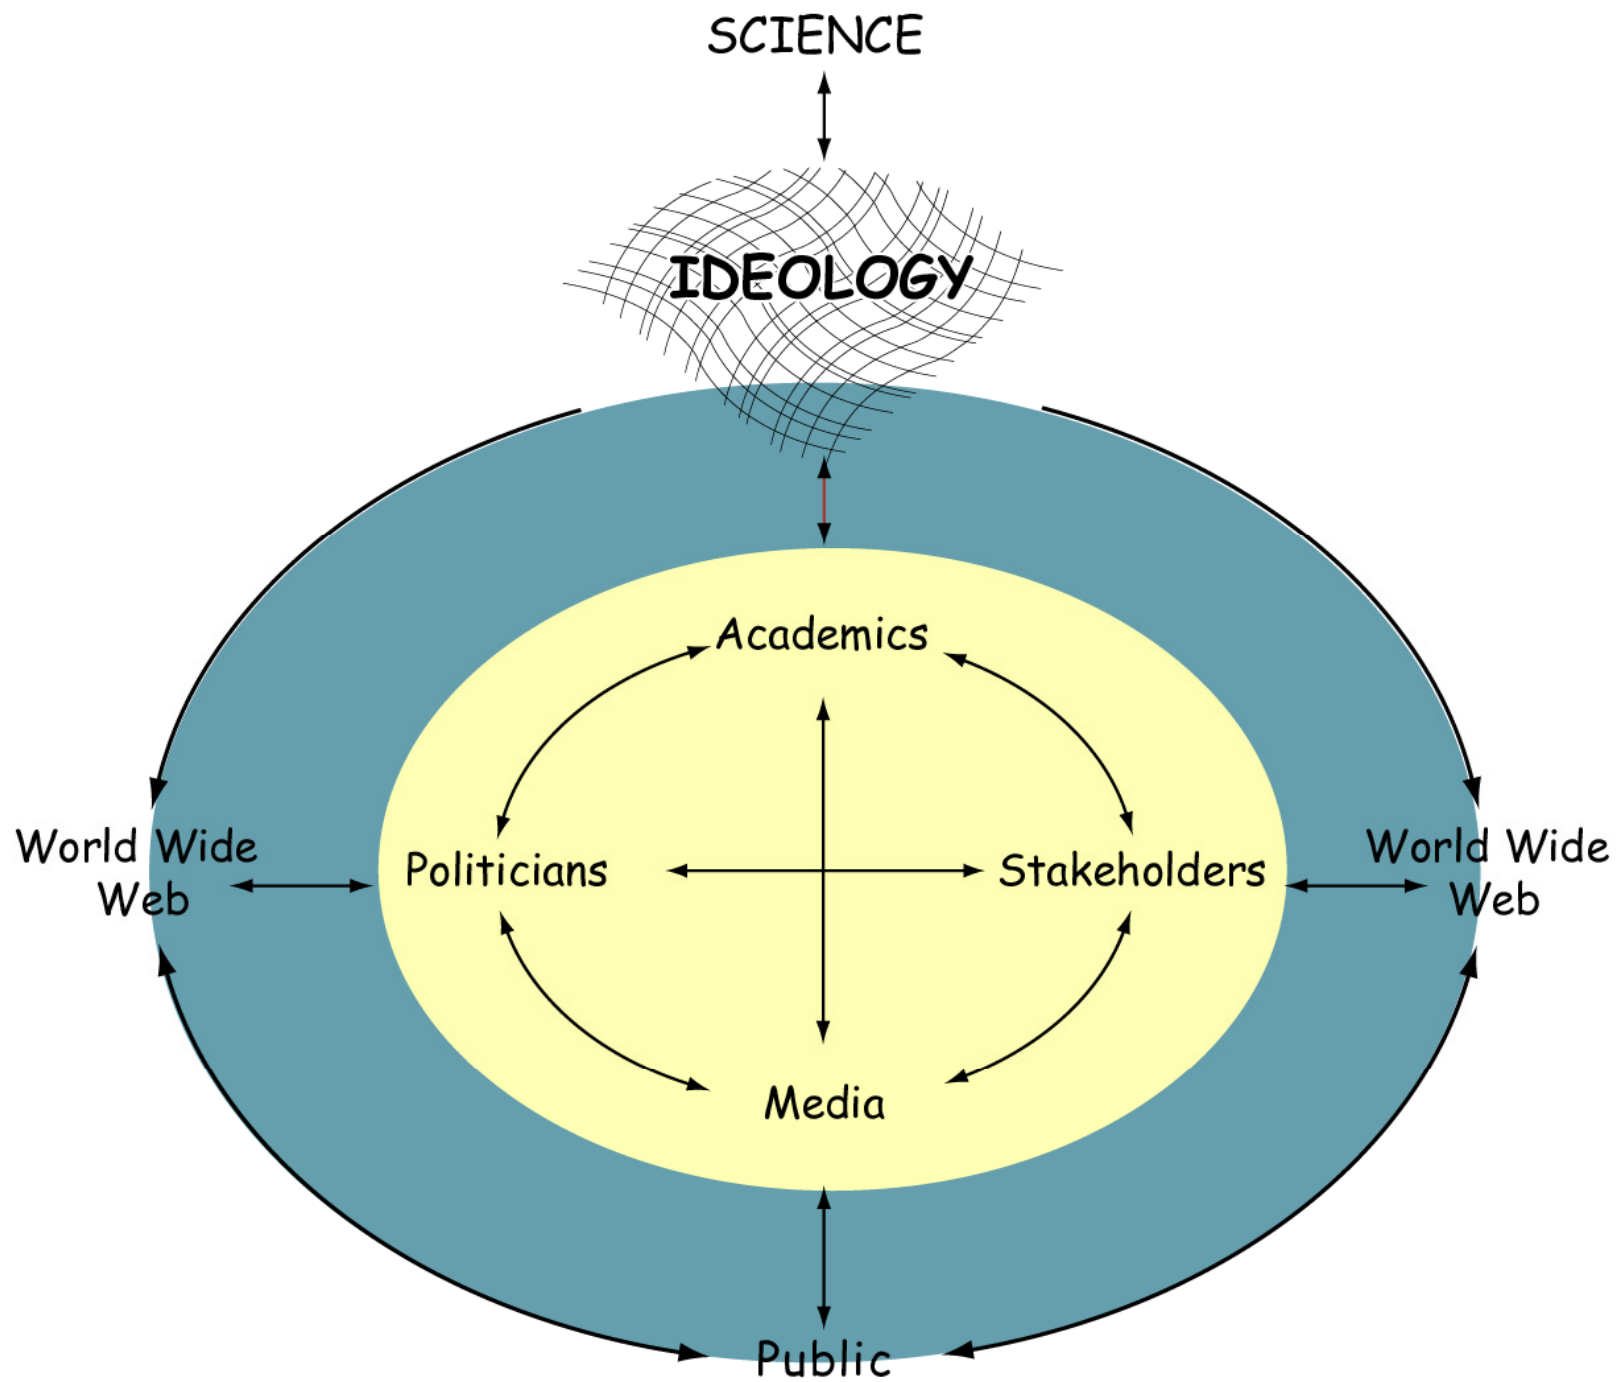 SCIENCE
IDEOLOGY
Academics
World Wide
Web
Politicians
Stakeholders
World Wide
Web
Media
Public